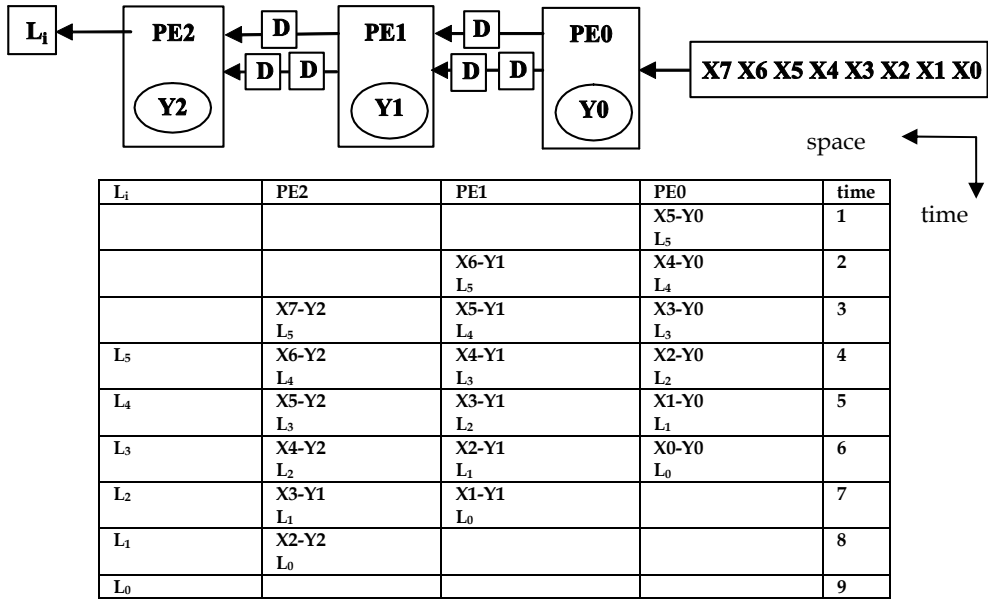 Li PE2 D PE1 D PE0
D D D D X7 X6 X5 X4 X3 X2 X1 X0
Y2 Y1 Y0
space
time
Li PE2 PE1 PE0 time
X5-Y0 1
L5
X6-Y1 X4-Y0 2
L5 L4
X7-Y2 X5-Y1 X3-Y0 3
L5 L4 L3
L5 X6-Y2 X4-Y1 X2-Y0 4
L4 L3 L2
L4 X5-Y2 X3-Y1 X1-Y0 5
L3 L2 L1
L3 X4-Y2 X2-Y1 X0-Y0 6
L2 L1 L0
L2 X3-Y1 X1-Y1 7
L1 L0
L1 X2-Y2 8
L0
L0 9